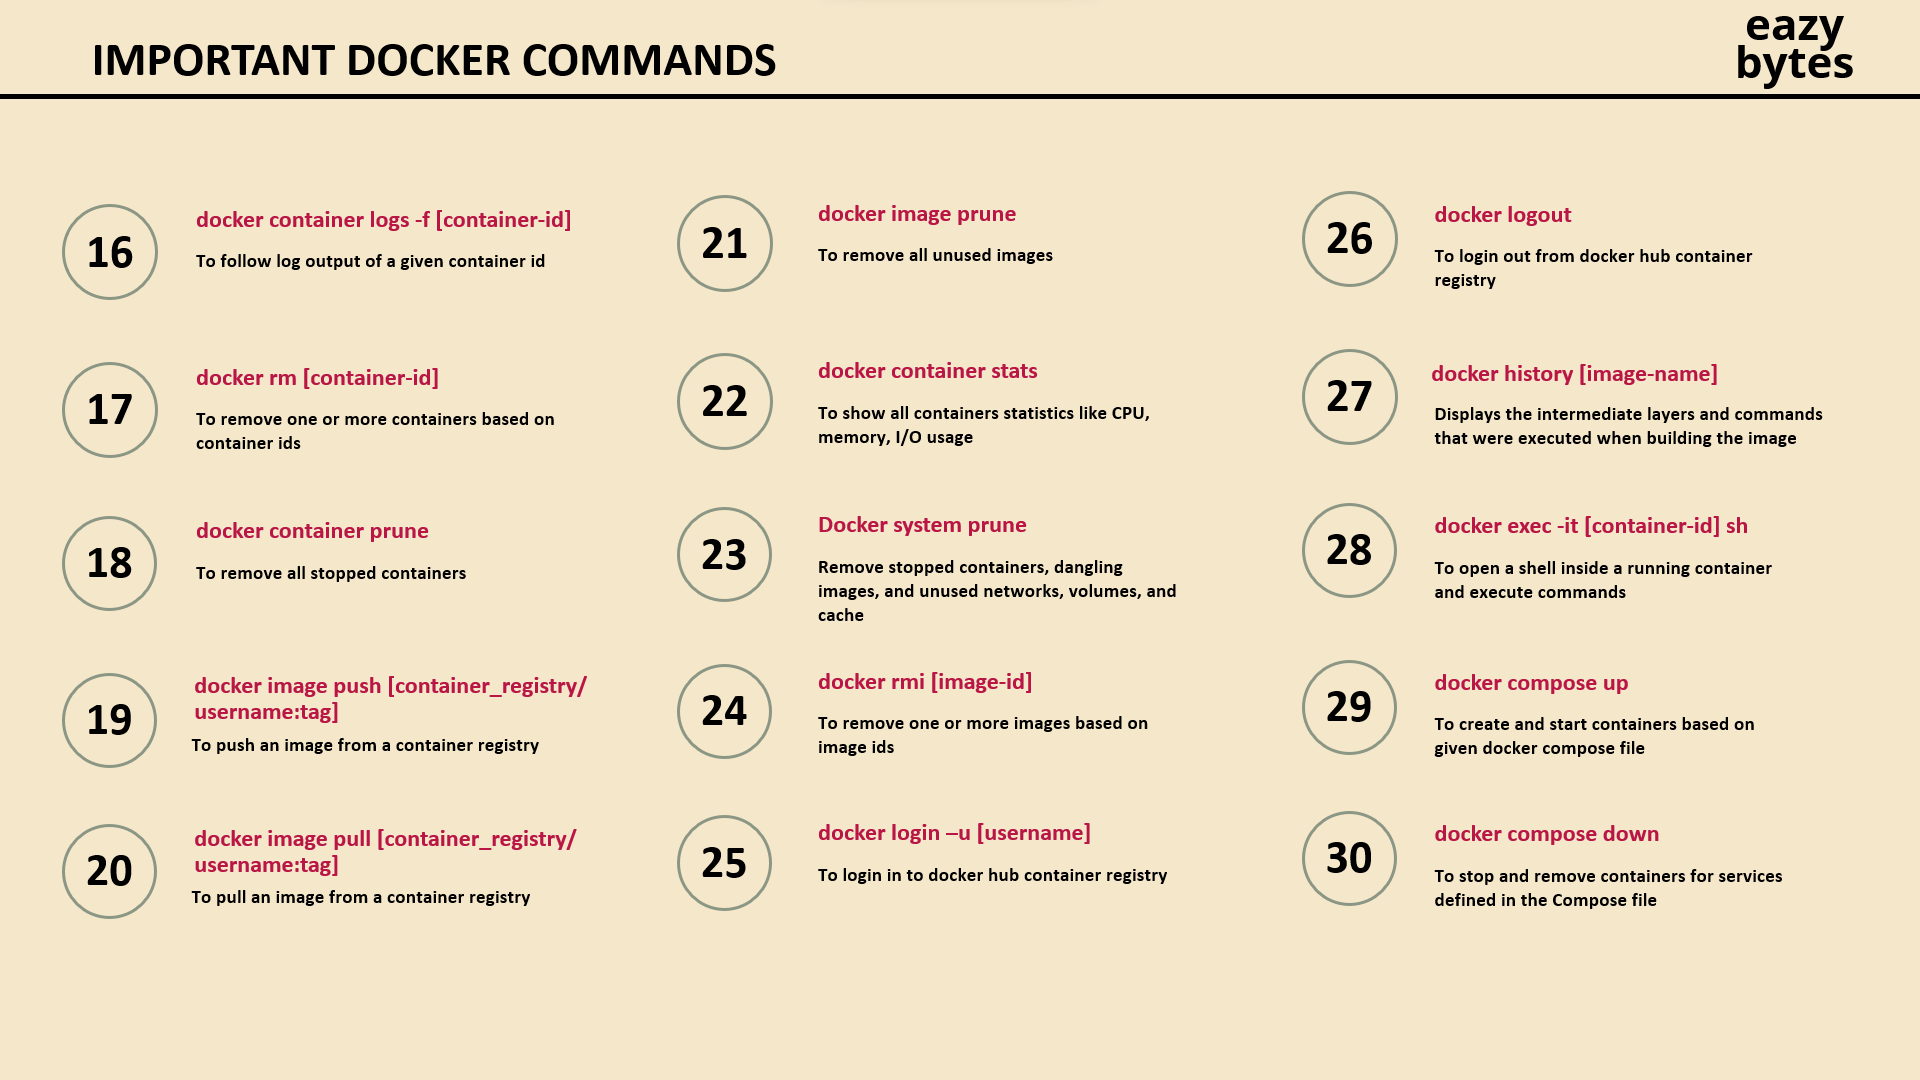 IMPORTANT DOCKER COMMANDS
eazy
bytes
16
docker container logs -f [container-id]
To follow log output of a given container id
17
docker rm [container-id]
To remove one or more containers based on
container ids
18
docker container prune
To remove all stopped containers
19
docker image push [container_registry/
username:tag]
To push an image from a container registry
20
docker image pull [container_registry/
username:tag]
To pull an image from a container registry
21
docker image prune
To remove all unused images
22
docker container stats
To show all containers statistics like CPU,
memory, I/O usage
23
Docker system prune
Remove stopped containers, dangling
images, and unused networks, volumes, and
cache
24
docker rmi [image-id]
To remove one or more images based on
image ids
25
docker login –u [username]
To login in to docker hub container registry
26
docker logout
To login out from docker hub container
registry
27
docker history [image-name]
Displays the intermediate layers and commands
that were executed when building the image
28
docker exec -it [container-id] sh
To open a shell inside a running container
and execute commands
29
docker compose up
To create and start containers based on
given docker compose file
30
docker compose down
To stop and remove containers for services
defined in the Compose file